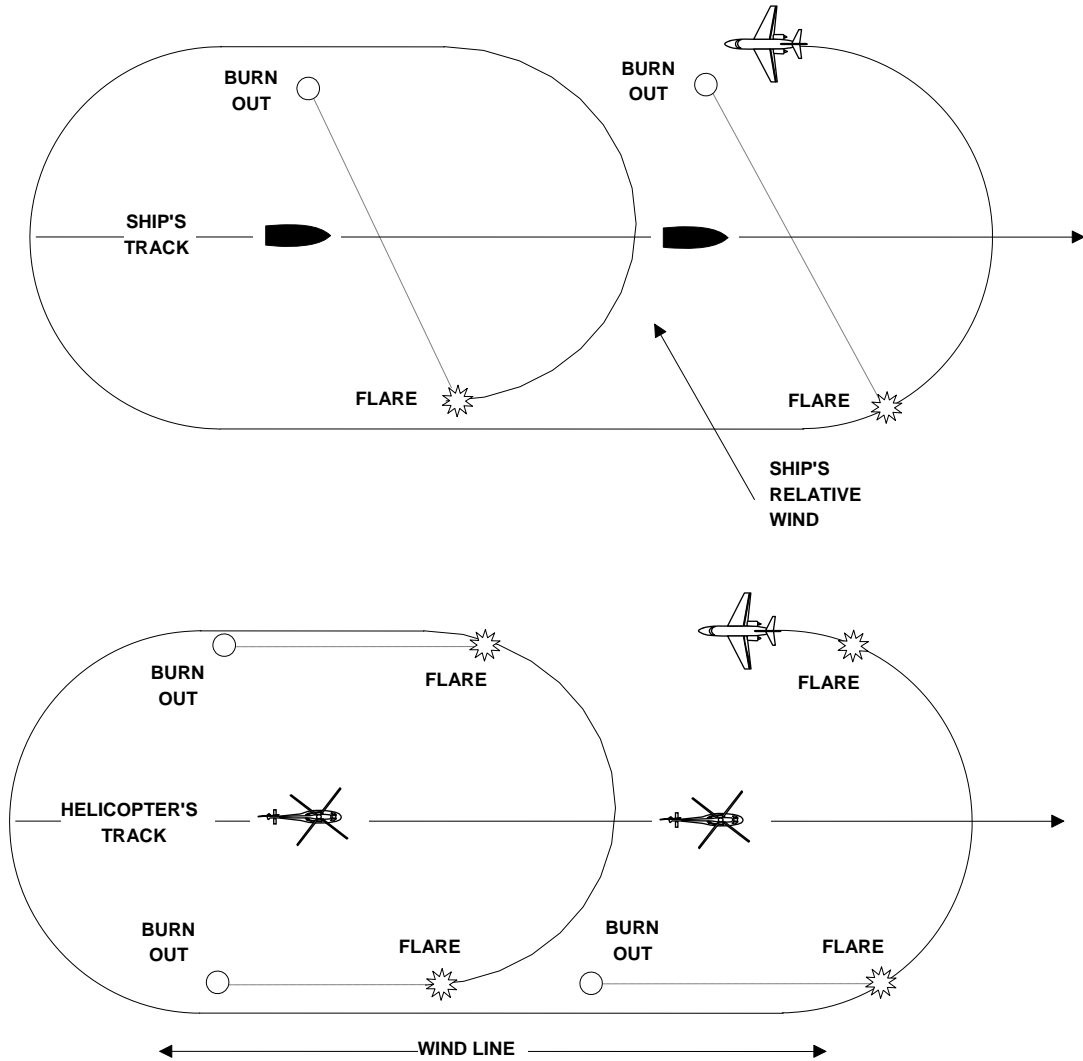 BURN
OUT
BURN
OUT
SHIP'S
TRACK
FLARE
FLARE
SHIP'S
RELATIVE
WIND
BURN
OUT
FLARE
FLARE
HELICOPTER'S
TRACK
BURN
OUT
FLARE
BURN
OUT
FLARE
WIND LINE